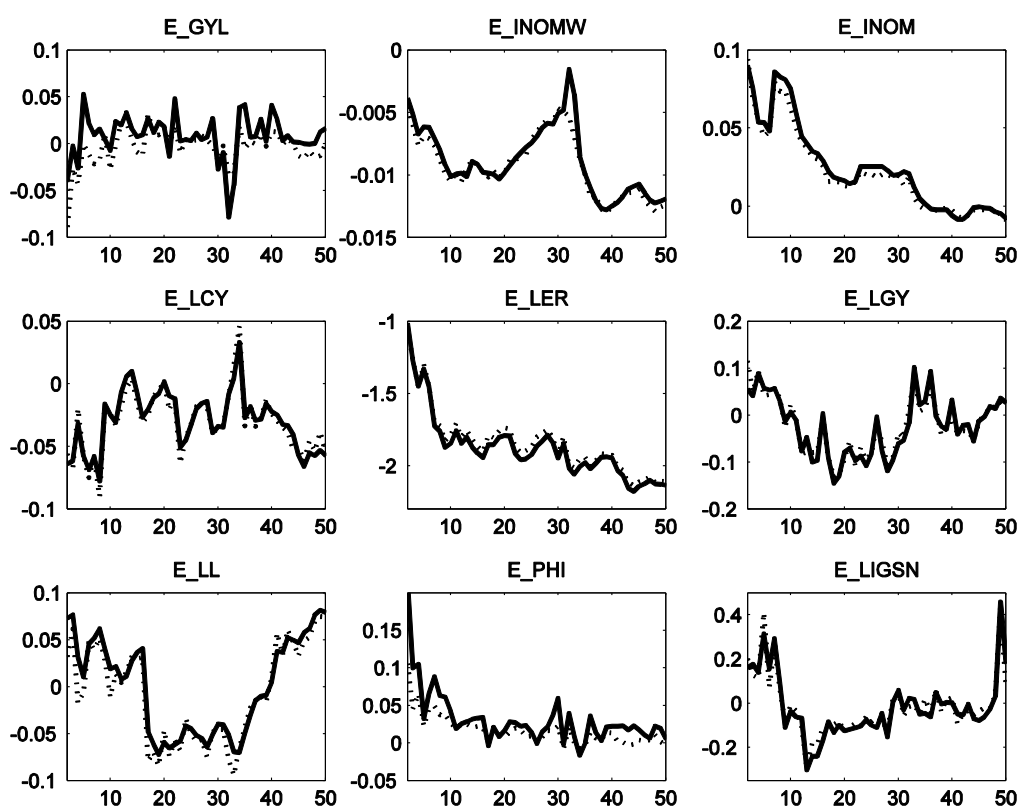 E_GYL E_INOMW E_INOM
0.1 0 0.1
0.05 -0.005 0.05
0
-0.05 -0.01 0
-0.1 -0.015
10 20 30 40 50 10 20 30 40 50 10 20 30 40 50
E_LCY E_LER E_LGY
0.05 -1 0.2
0 -1.5 0.1
0
-0.05 -2 -0.1
-0.1 -0.2
10 20 30 40 50 10 20 30 40 50 10 20 30 40 50
E_LL E_PHI E_LIGSN
0.1 0.15 0.4
0.05 0.1 0.2
0 0.05 0
-0.05 0 -0.2
-0.1 -0.05
10 20 30 40 50 10 20 30 40 50 10 20 30 40 50